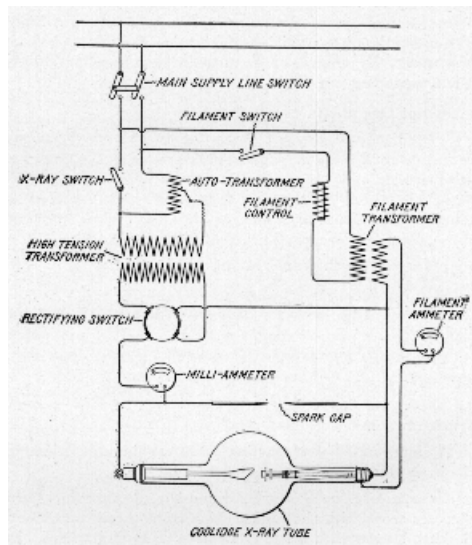 MAIN SUPPLY LINE SWITCH
FILAMENT SWITCH
X-RAY SWITCH
AUTO-TRANSFORMER
FILAMENT
CONTROL
FILAMENT
TRANSFORMER
HIGH TENSION
TRANSFORMER
FILAMENT
AMMETER
RECTIFYING SWITCH
MILLI-AMMETER
SPARK GAP
COOLIDGE X-RAY TUBE